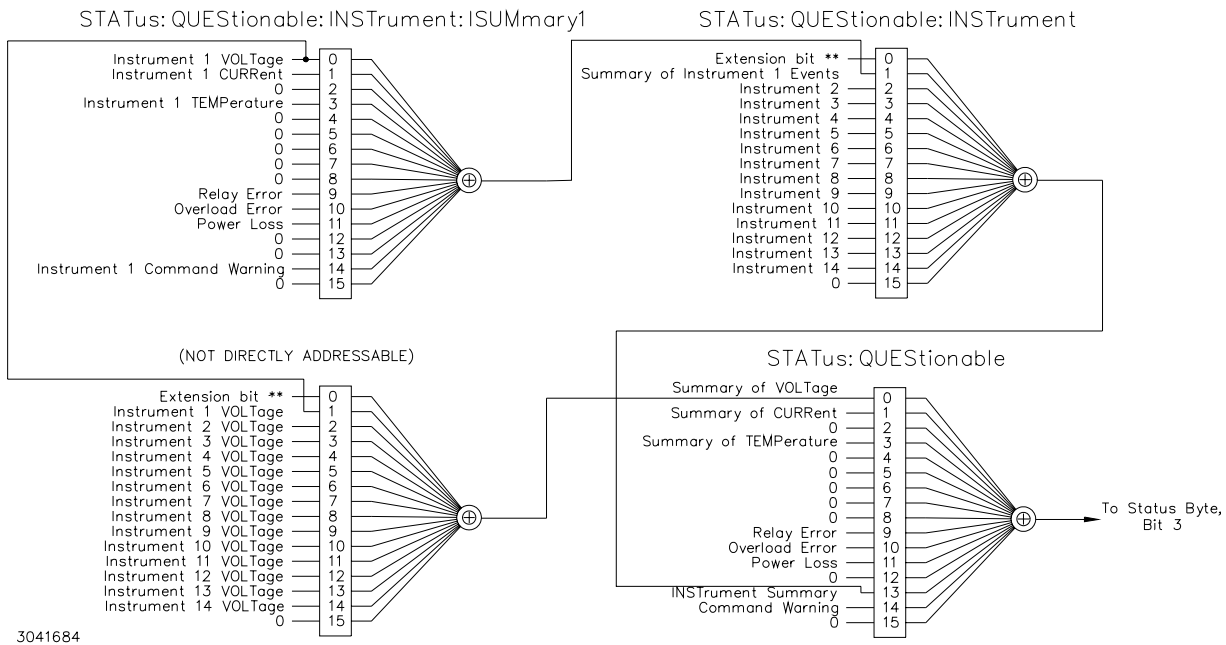 STATus:QUEStionable:INSTrument:ISUMmary1
Instrument 1 VOLTage 0
Instrument 1 CURRent 1
0 2
Instrument 1 TEMPerature 3
0 4
0 5
0 6
0 7
0 8
Relay Error 9
Overload Error 10
Power Loss 11
0 12
0 13
Instrument 1 Command Warning 14
0 15
STATus:QUEStionable:INSTrument
Extension bit ** 0
Summary of Instrument 1 Events 1
Instrument 2 2
Instrument 3 3
Instrument 4 4
Instrument 5 5
Instrument 6 6
Instrument 7 7
Instrument 8 8
Instrument 9 9
Instrument 10 10
Instrument 11 11
Instrument 12 12
Instrument 13 13
Instrument 14 14
0 15
(NOT DIRECTLY ADDRESSABLE)
Extension bit ** 0
Instrument 1 VOLTage 1
Instrument 2 VOLTage 2
Instrument 3 VOLTage 3
Instrument 4 VOLTage 4
Instrument 5 VOLTage 5
Instrument 6 VOLTage 6
Instrument 7 VOLTage 7
Instrument 8 VOLTage 8
Instrument 9 VOLTage 9
Instrument 10 VOLTage 10
Instrument 11 VOLTage 11
Instrument 12 VOLTage 12
Instrument 13 VOLTage 13
Instrument 14 VOLTage 14
0 15
STATus:QUEStionable
Summary of VOLTage 0
Summary of CURRent 1
0 2
Summary of TEMPerature 3
0 4
0 5
0 6
0 7
0 8
Relay Error 9
Overload Error 10
Power Loss 11
0 12
INSTrument Summary 13
Command Warning 14
0 15
To Status Byte,
Bit 3
3041684